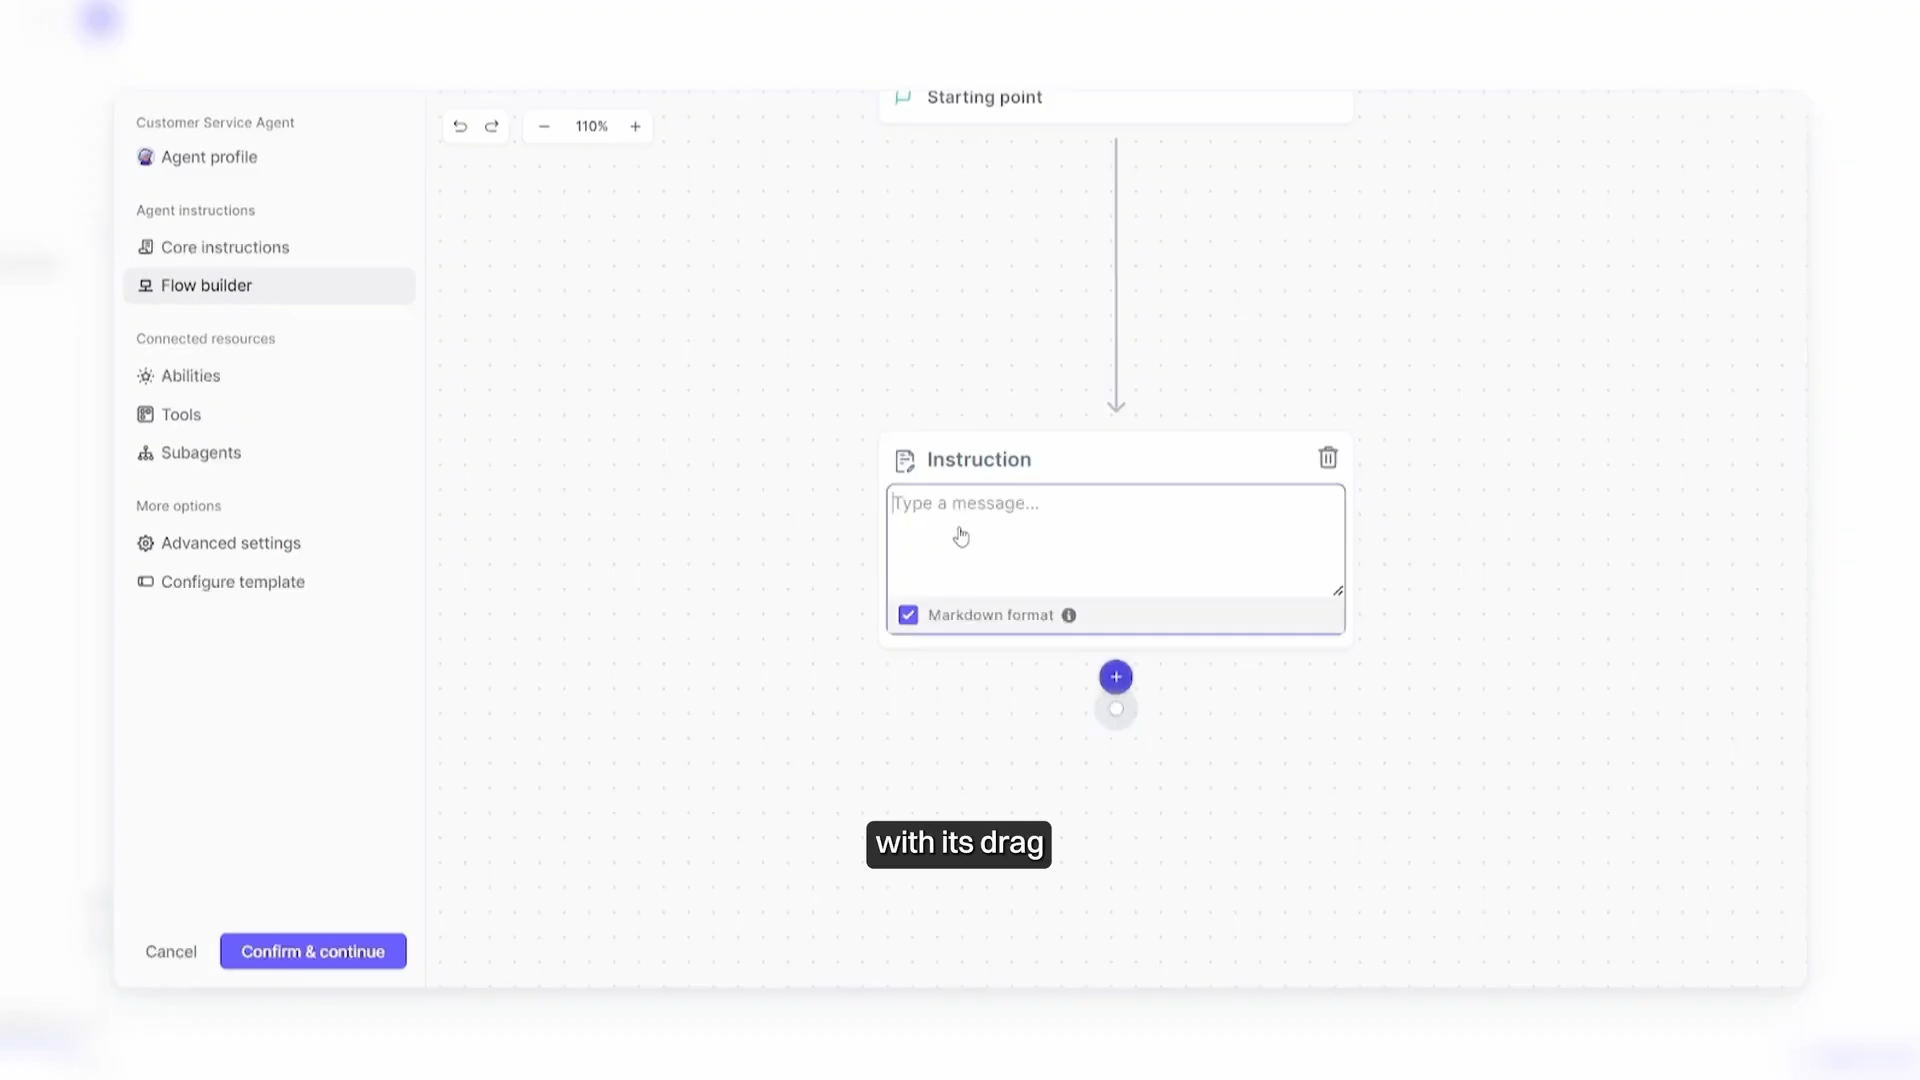 Customer Service Agent
Agent profile
Agent instructions
Core instructions
Flow builder
Connected resources
Abilities
Tools
Subagents
More options
Advanced settings
Configure template
Cancel
Confirm & continue
110%
Starting point
Instruction
Type a message...
Markdown format
with its drag